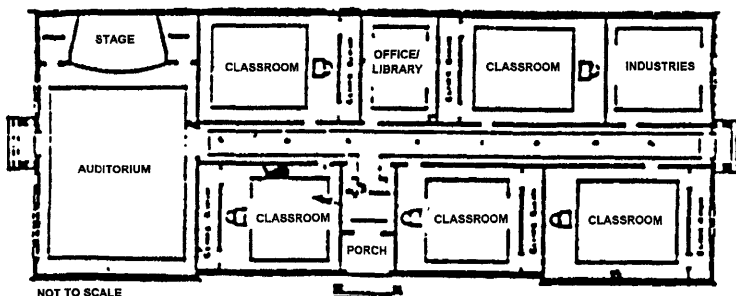 STAGE
CLASSROOM
OFFICE/
LIBRARY
CLASSROOM
INDUSTRIES
AUDITORIUM
CLASSROOM
CLASSROOM
CLASSROOM
PORCH
NOT TO SCALE